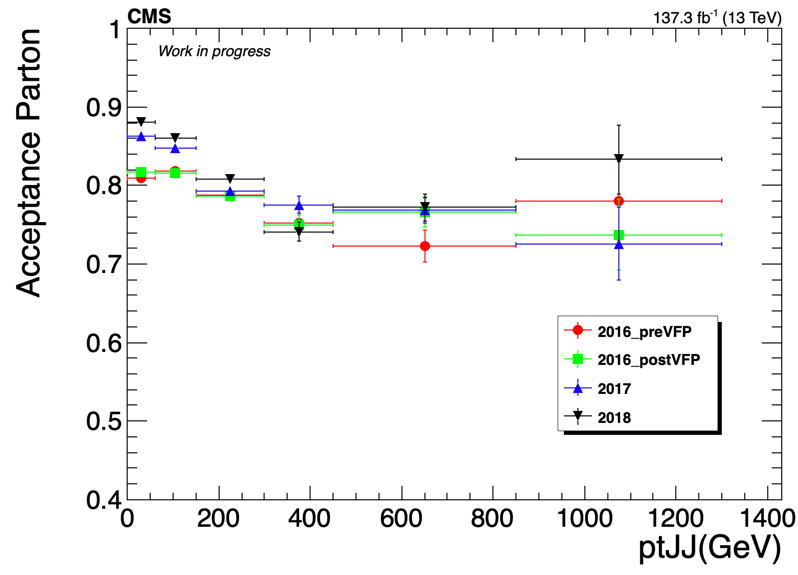 CMS
137.3 fb⁻¹ (13 TeV)
Work in progress
Acceptance Parton
1
0.9
0.8
0.7
0.6
0.5
0.4
2016_preVFP
2016_postVFP
2017
2018
0 200 400 600 800 1000 1200 1400
ptJJ(GeV)